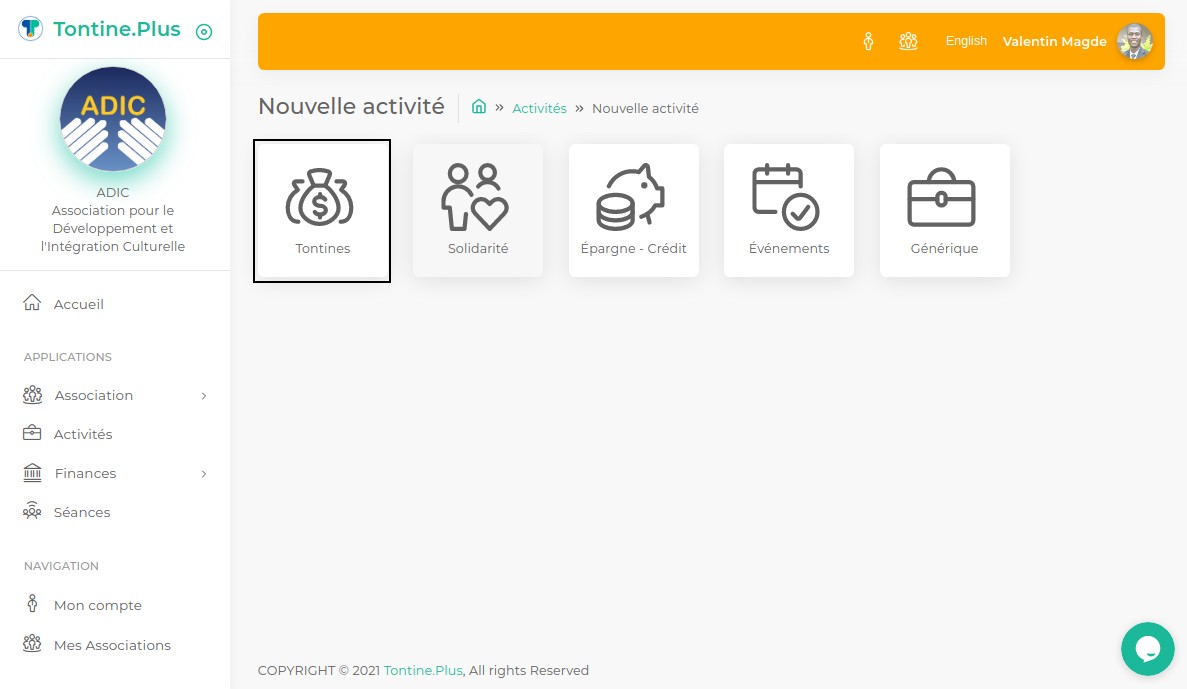 Tontine.Plus
ADIC
ADIC
Association pour le
Développement et
l'Intégration Culturelle
Accueil
APPLICATIONS
Association
Activités
Finances
Séances
NAVIGATION
Mon compte
Mes Associations
English Valentin Magde
Nouvelle activité
» Activités » Nouvelle activité
Tontines
Solidarité
Épargne - Crédit
Événements
Générique
COPYRIGHT © 2021 Tontine.Plus, All rights Reserved